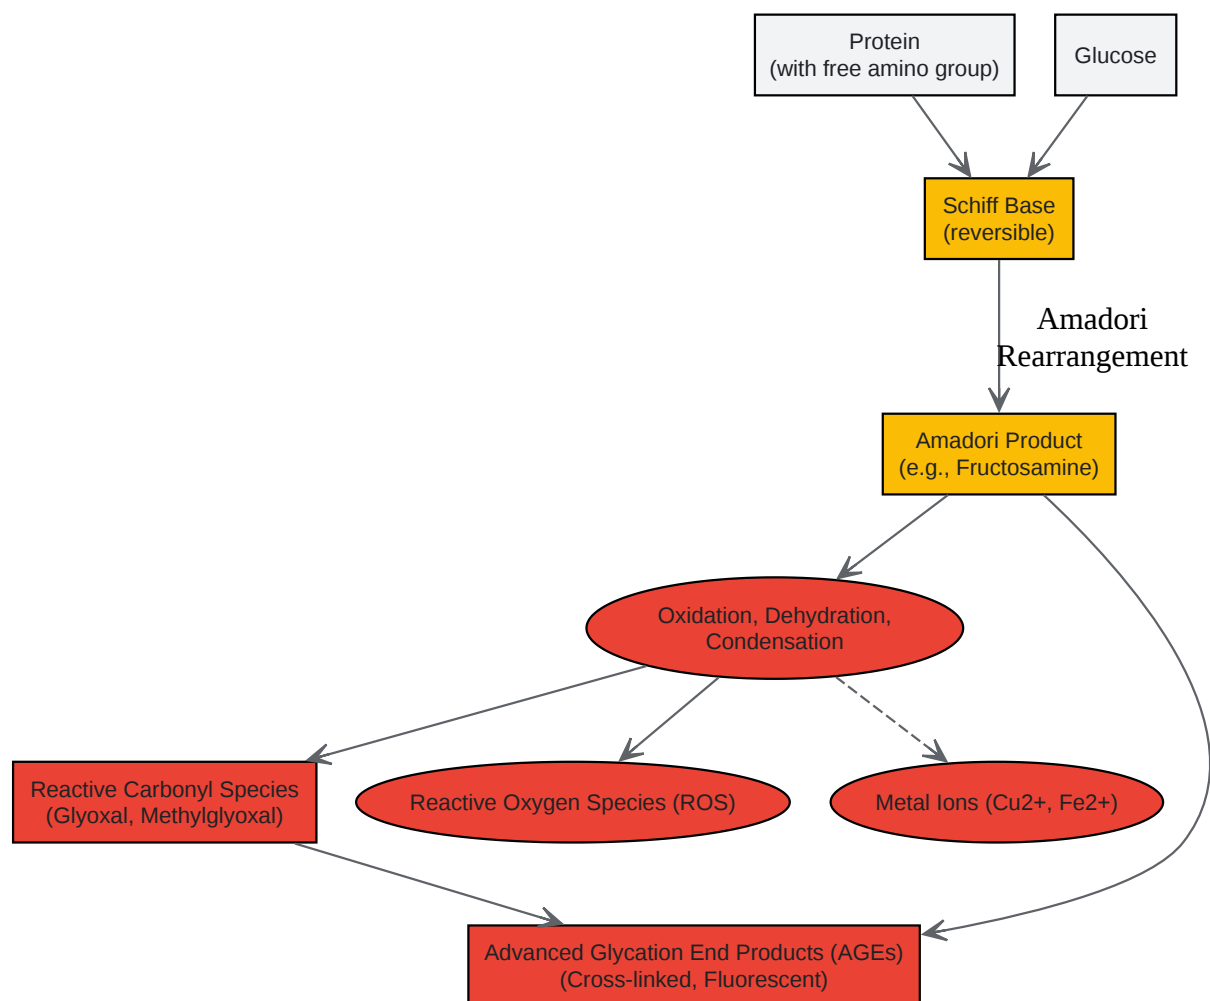 Protein
(with free amino group)
Glucose
Schiff Base
(reversible)
Amadori
Rearrangement
Amadori Product
(e.g., Fructosamine)
Oxidation, Dehydration,
Condensation
Reactive Carbonyl Species
(Glyoxal, Methylglyoxal)
Reactive Oxygen Species (ROS)
Metal Ions (Cu2+, Fe2+)
Advanced Glycation End Products (AGEs)
(Cross-linked, Fluorescent)